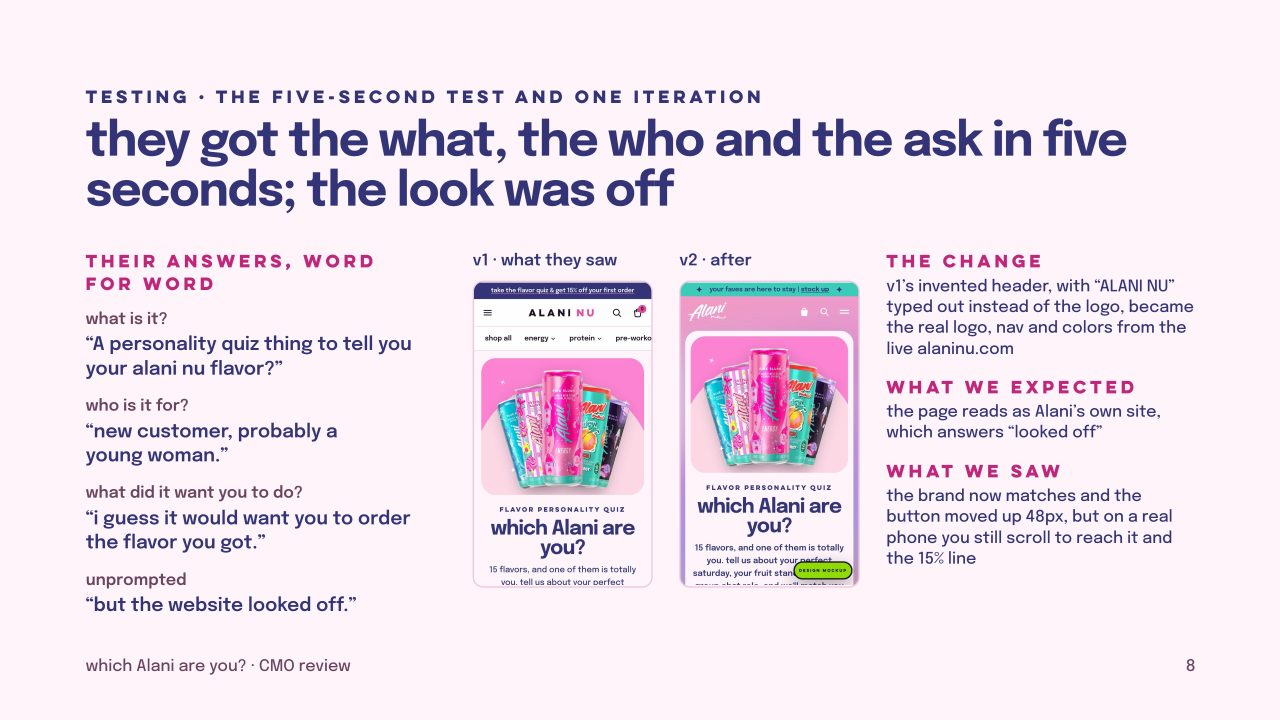 TESTING · THE FIVE-SECOND TEST AND ONE ITERATION
they got the what, the who and the ask in five
seconds; the look was off
THEIR ANSWERS, WORD
FOR WORD
what is it?
“A personality quiz thing to tell you
your alani nu flavor?”
who is it for?
“new customer, probably a
young woman.”
what did it want you to do?
“i guess it would want you to order
the flavor you got.”
unprompted
“but the website looked off.”
v1 · what they saw
take the flavor quiz & get 15% off your first order
ALANI NU
shop all energy protein pre-worko
Alani
ENERGY
FLAVOR PERSONALITY QUIZ
which Alani are
you?
15 flavors, and one of them is totally
you. tell us about your perfect
v2 · after
your faves are here to stay | stock up
Alani
nu
Alani
ENERGY
FLAVOR PERSONALITY QUIZ
which Alani are
you?
15 flavors, and one of them is totally
you. tell us about your perfect
saturday, your fruit stan
DESIGN MOCKUP
THE CHANGE
v1’s invented header, with “ALANI NU”
typed out instead of the logo, became
the real logo, nav and colors from the
live alaninu.com
WHAT WE EXPECTED
the page reads as Alani’s own site,
which answers “looked off”
WHAT WE SAW
the brand now matches and the
button moved up 48px, but on a real
phone you still scroll to reach it and
the 15% line
which Alani are you? · CMO review
8